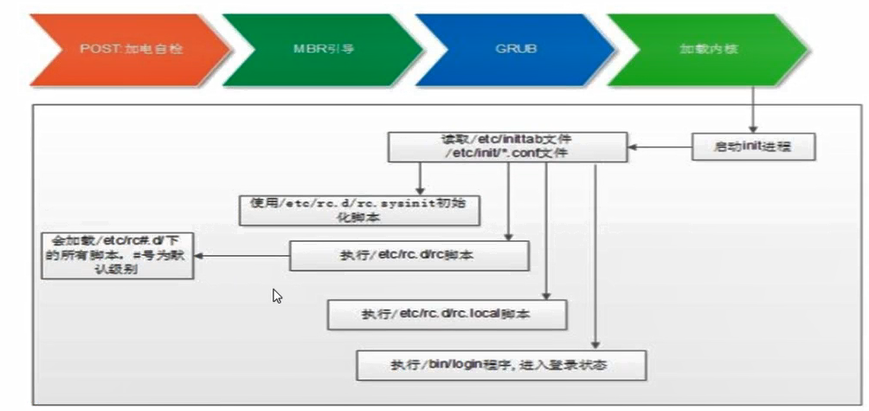 POST:加电自检
MBR引导
GRUB
加载内核
读取/etc/inittab文件
/etc/init/*.conf文件
启动init进程
使用/etc/rc.d/rc.sysinit初始
化脚本
会加载/etc/rc#.d/下
的所有脚本。#号为默
认级别
执行/etc/rc.d/rc脚本
执行/etc/rc.d/rc.local脚本
执行/bin/login程序,进入登录状态